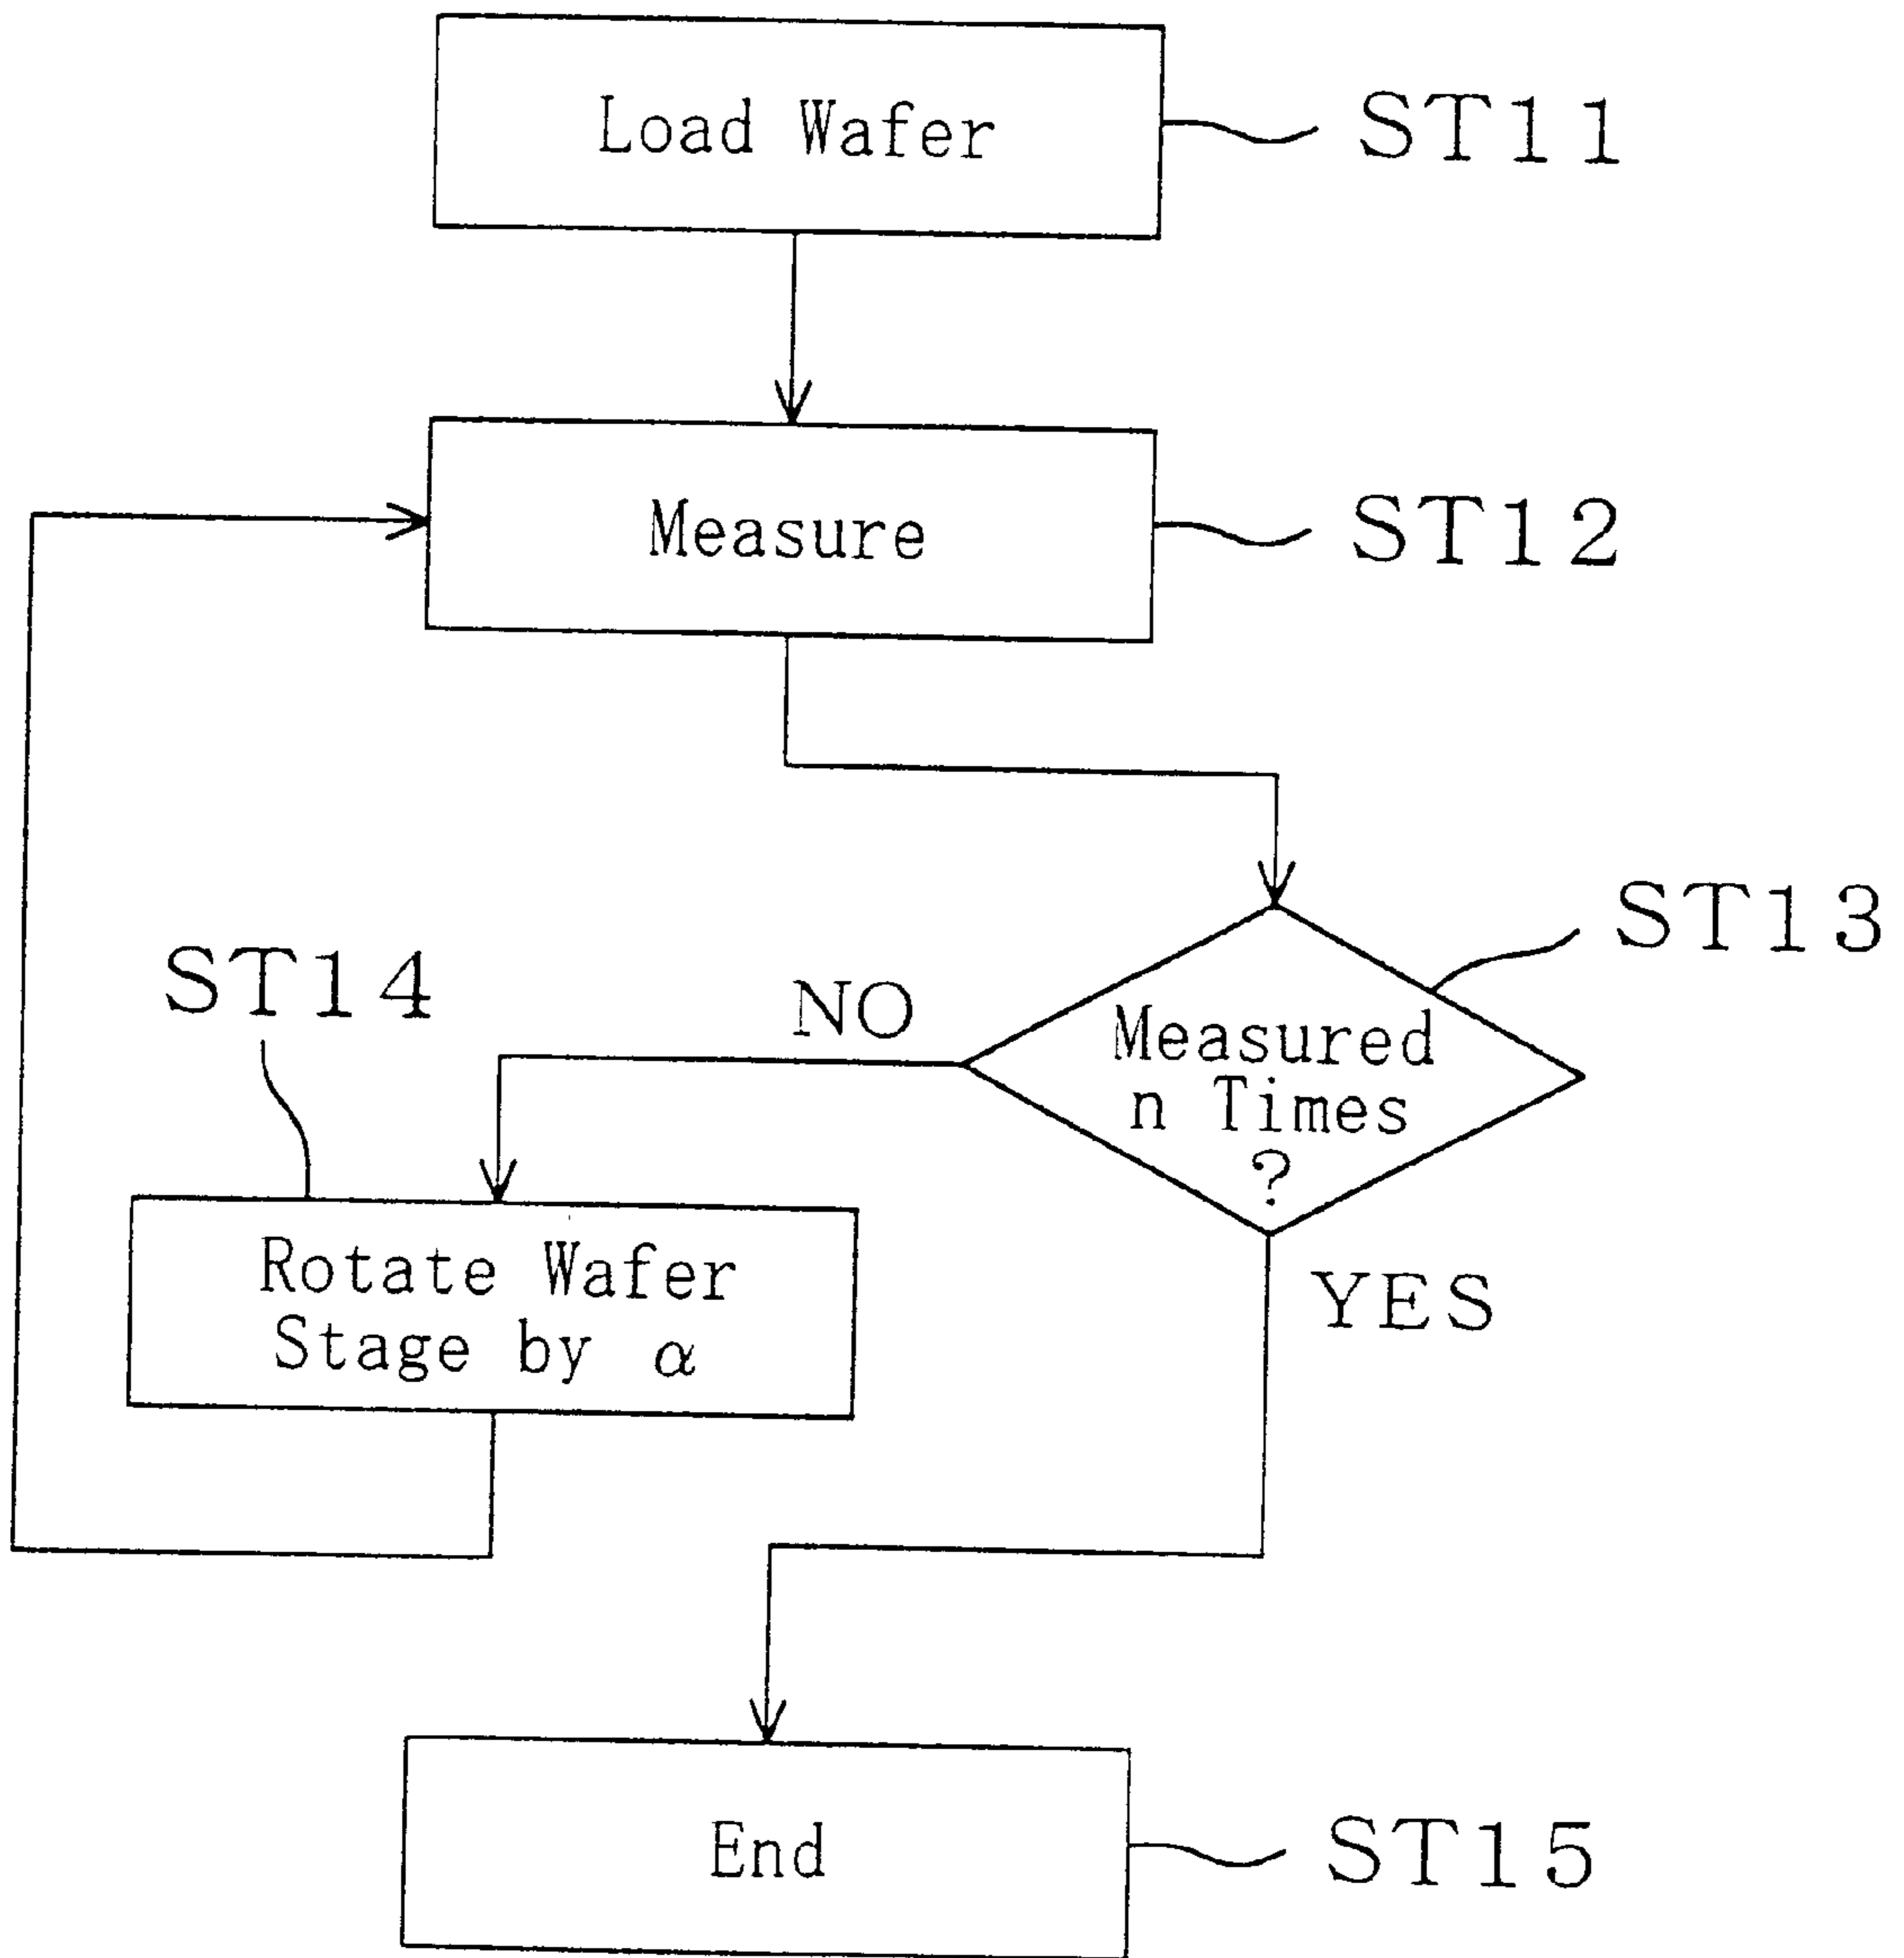 Load Wafer
ST11
Measure
ST12
ST13
Measured
n Times
?
NO
YES
ST14
Rotate Wafer
Stage by α
End
ST15